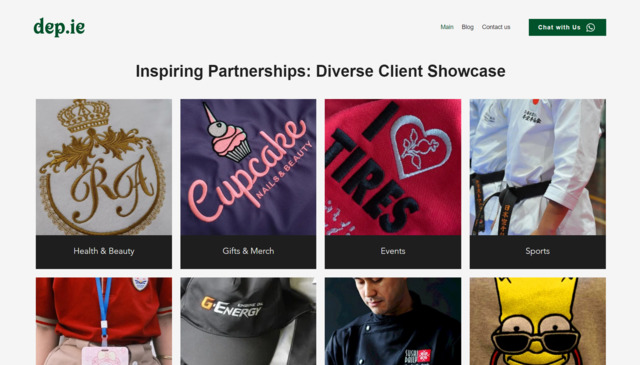 dep.ie
Main Blog Contact us Chat with Us
Inspiring Partnerships: Diverse Client Showcase
RA
Cupcake
NAILS & BEAUTY
I
TIRES
Health & Beauty
Gifts & Merch
Events
Sports
G-ENERGY
SUSHI